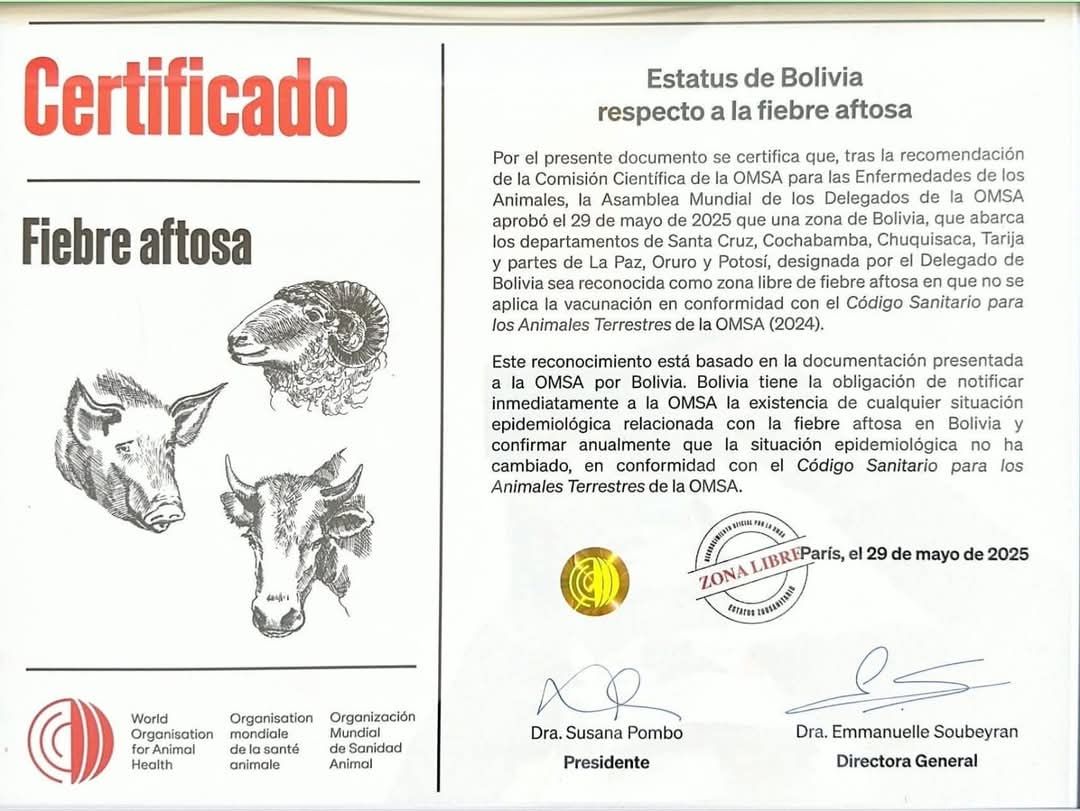 Certificado
Fiebre aftosa
World
Organisation
for Animal
Health
Organisation
mondiale
de la santé
animale
Organización
Mundial
de Sanidad
Animal
Estatus de Bolivia
respecto a la fiebre aftosa
Por el presente documento se certifica que, tras la recomendación
de la Comisión Científica de la OMSA para las Enfermedades de los
Animales, la Asamblea Mundial de los Delegados de la OMSA
aprobó el 29 de mayo de 2025 que una zona de Bolivia, que abarca
los departamentos de Santa Cruz, Cochabamba, Chuquisaca, Tarija
y partes de La Paz, Oruro y Potosí, designada por el Delegado de
Bolivia sea reconocida como zona libre de fiebre aftosa en que no se
aplica la vacunación en conformidad con el Código Sanitario para
los Animales Terrestres de la OMSA (2024).
Este reconocimiento está basado en la documentación presentada
a la OMSA por Bolivia. Bolivia tiene la obligación de notificar
inmediatamente a la OMSA la existencia de cualquier situación
epidemiológica relacionada con la fiebre aftosa en Bolivia y
confirmar anualmente que la situación epidemiológica no ha
cambiado, en conformidad con el Código Sanitario para los
Animales Terrestres de la OMSA.
RECONOCIMIENTO OFICIAL POR LA OMSA
ZONA LIBRE
ESTATUS ZOOSANITARIO
París, el 29 de mayo de 2025
Dra. Susana Pombo
Presidente
Dra. Emmanuelle Soubeyran
Directora General